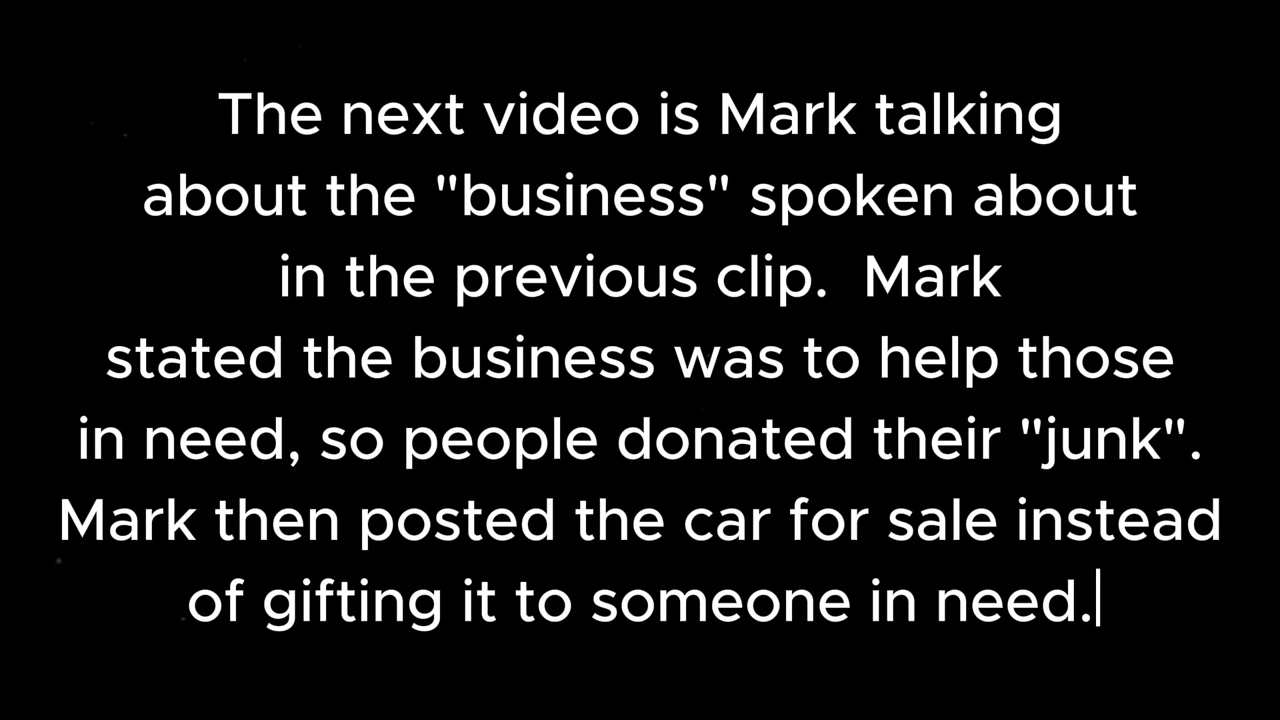 The next video is Mark talking
about the "business" spoken about
in the previous clip.  Mark
stated the business was to help those
in need, so people donated their "junk".
Mark then posted the car for sale instead
of gifting it to someone in need.|